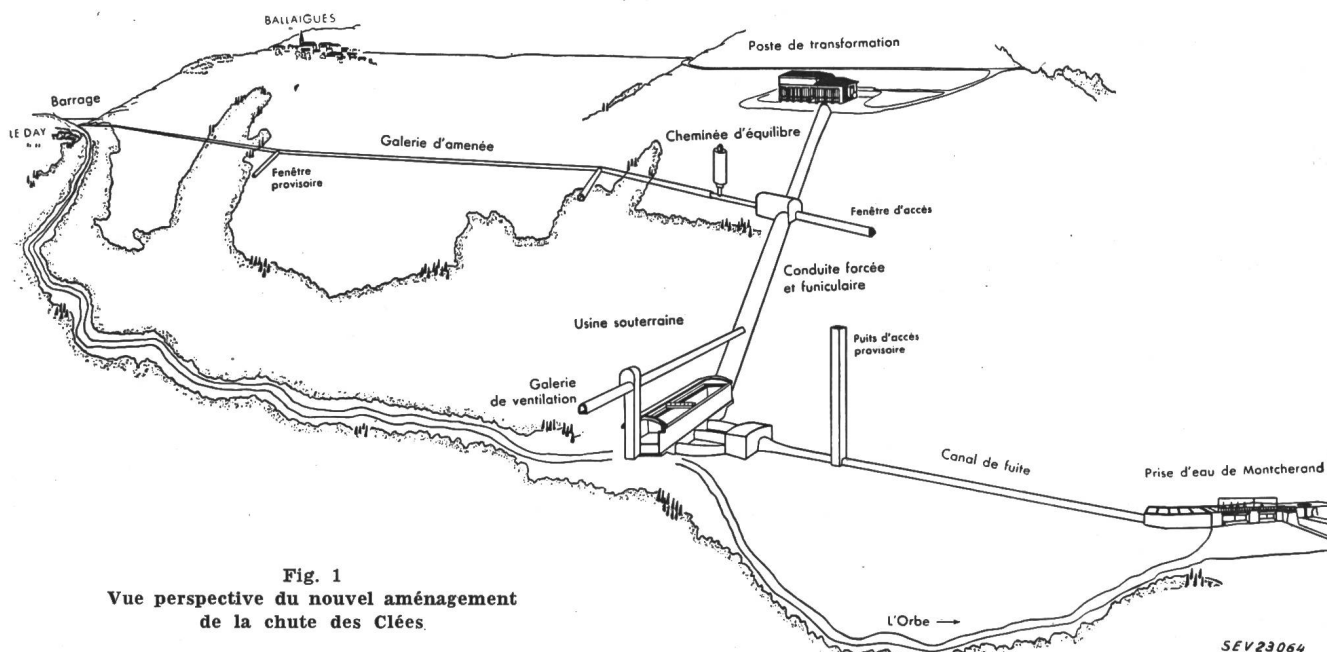 BALLAIGUES
Poste de transformation
Barrage
LE DAY
Galerie d'amenée
Cheminée d'équilibre
Fenêtre
provisoire
Fenêtre d'accès
Conduite forcée
et funiculaire
Usine souterraine
Puits d'accès
provisoire
Galerie
de ventilation
Canal de fuite
Prise d'eau de Montcherand
L'Orbe →
Fig. 1
Vue perspective du nouvel aménagement
de la chute des Clées
SEV23064